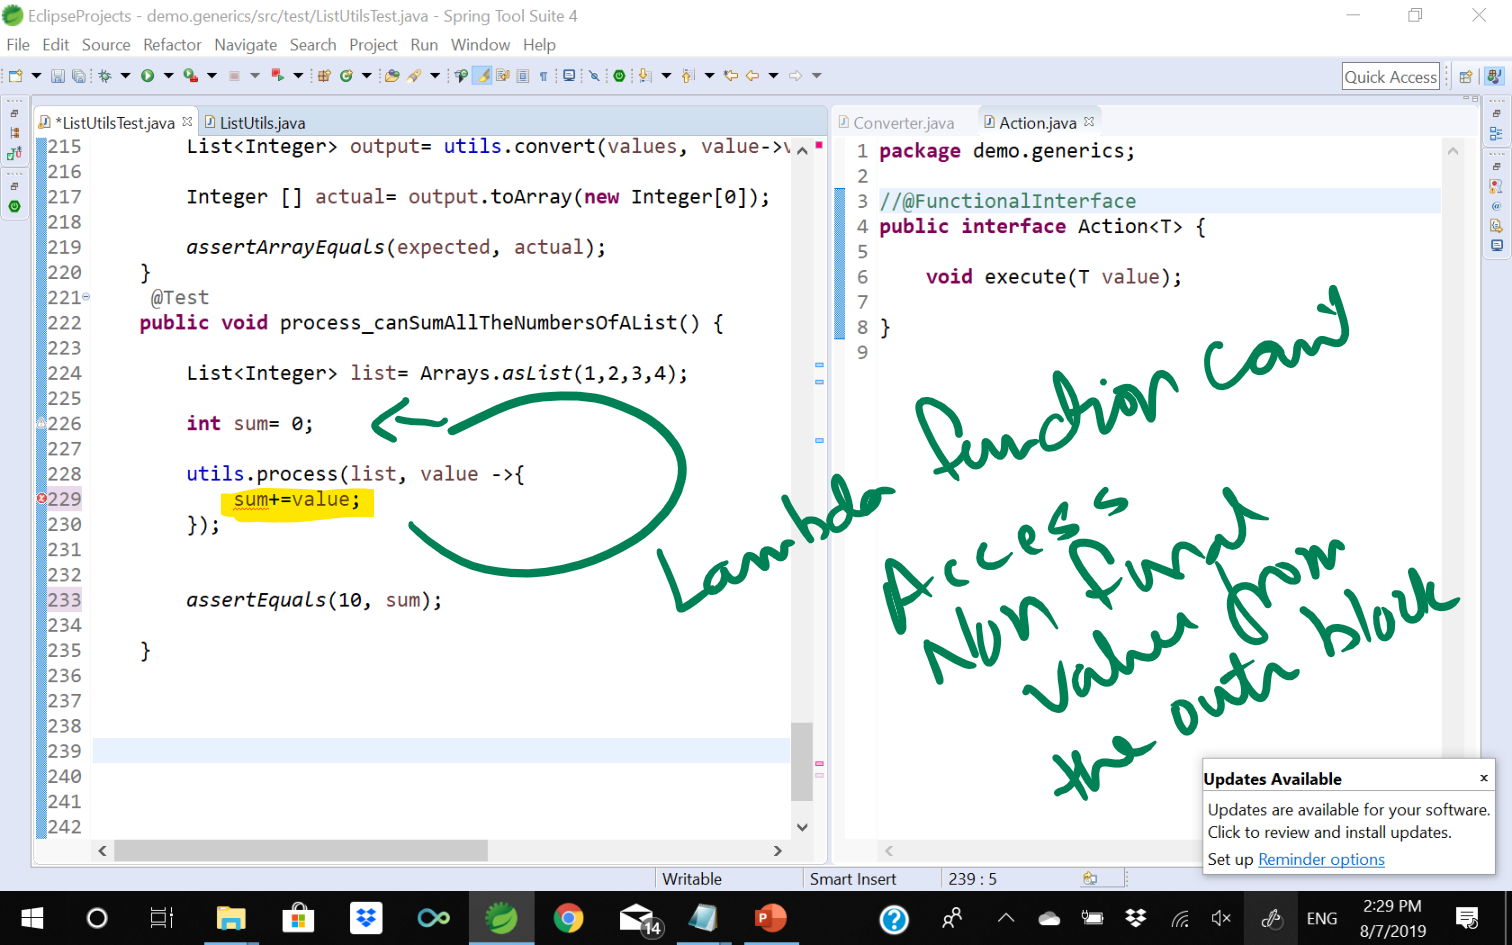 EclipseProjects - demo.generics/src/test/ListUtilsTest.java - Spring Tool Suite 4
File Edit Source Refactor Navigate Search Project Run Window Help
Quick Access
*ListUtilsTest.java ListUtils.java
215 List<Integer> output= utils.convert(values, value->v
216
217 Integer [] actual= output.toArray(new Integer[0]);
218
219 assertArrayEquals(expected, actual);
220 }
221 @Test
222 public void process_canSumAllTheNumbersOfAList() {
223
224 List<Integer> list= Arrays.asList(1,2,3,4);
225
226 int sum= 0;
227
228 utils.process(list, value ->{
229 sum+=value;
230 });
231
232
233 assertEquals(10, sum);
234
235 }
236
237
238
239
240
241
242
Converter.java Action.java
1 package demo.generics;
2
3 //@FunctionalInterface
4 public interface Action<T> {
5
6 void execute(T value);
7
8 }
9
Lambda function can't
Access
Non final
value from
the outr block
Updates Available x
Updates are available for your software.
Click to review and install updates.
Set up Reminder options
Writable Smart Insert 239 : 5
14
ENG
2:29 PM
8/7/2019